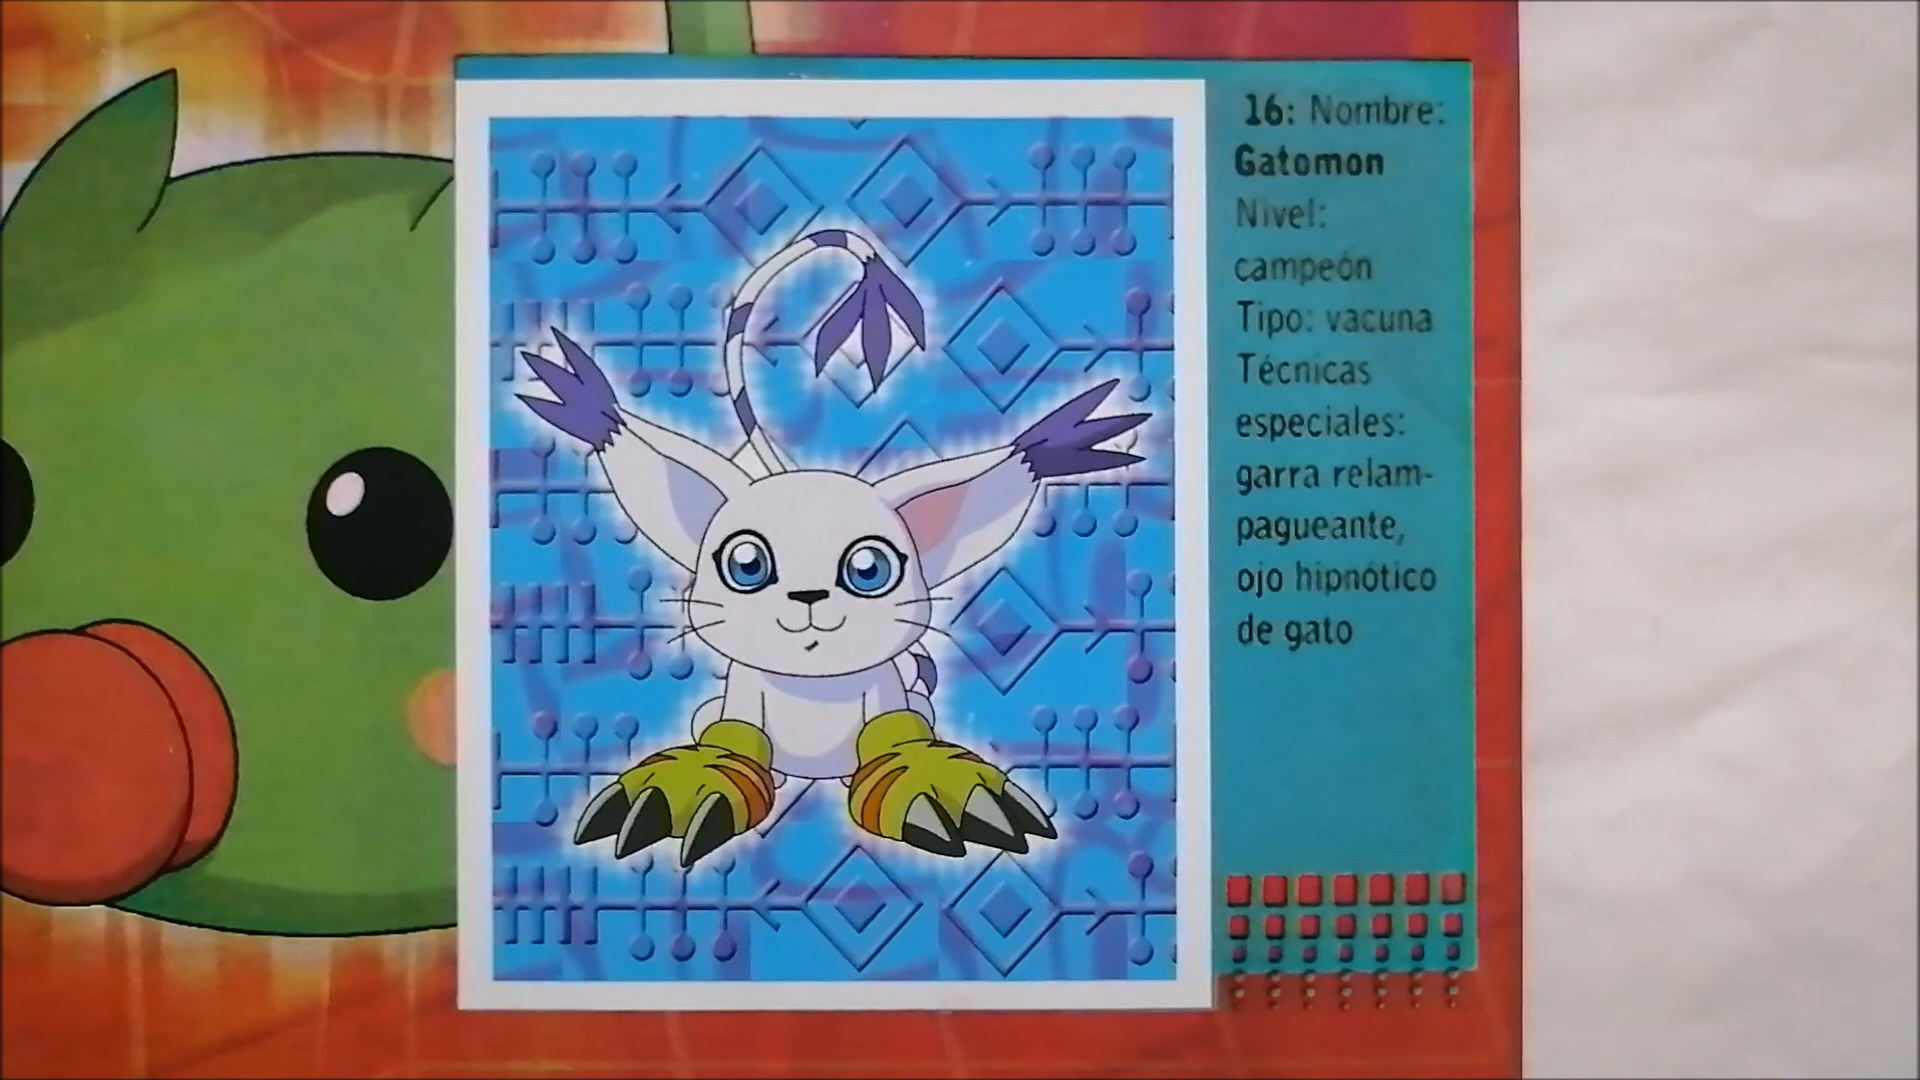 16: Nombre:
Gatomon
Nivel:
campeón
Tipo: vacuna
Técnicas
especiales:
garra relam-
pagueante,
ojo hipnótico
de gato